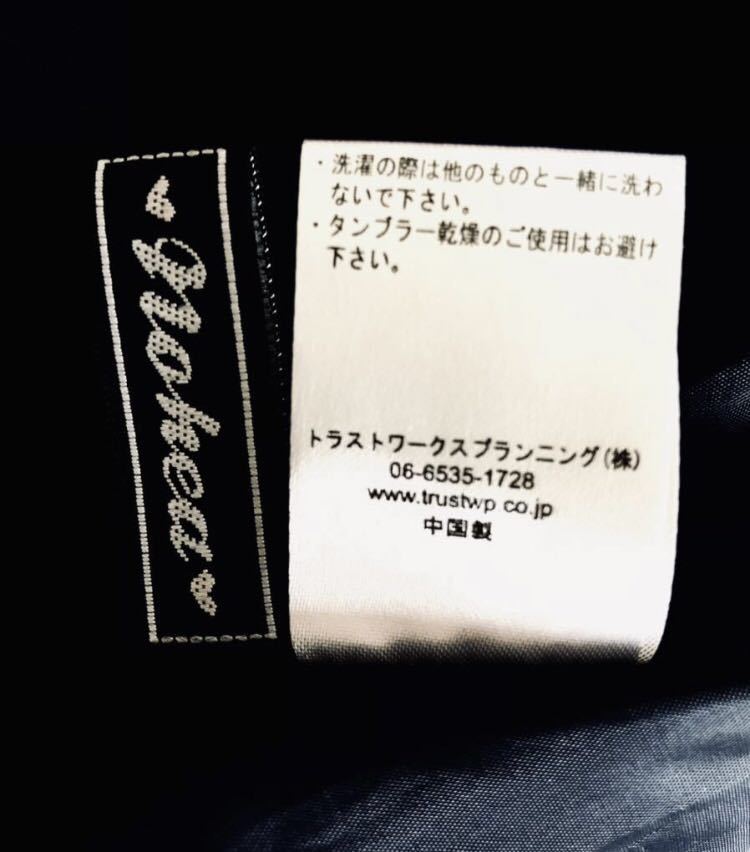 Nohea
・洗濯の際は他のものと一緒に洗わ
ないで下さい。
・タンブラー乾燥のご使用はお避け
下さい。
トラストワークスプランニング(株)
06-6535-1728
www.trustwp co.jp
中国製